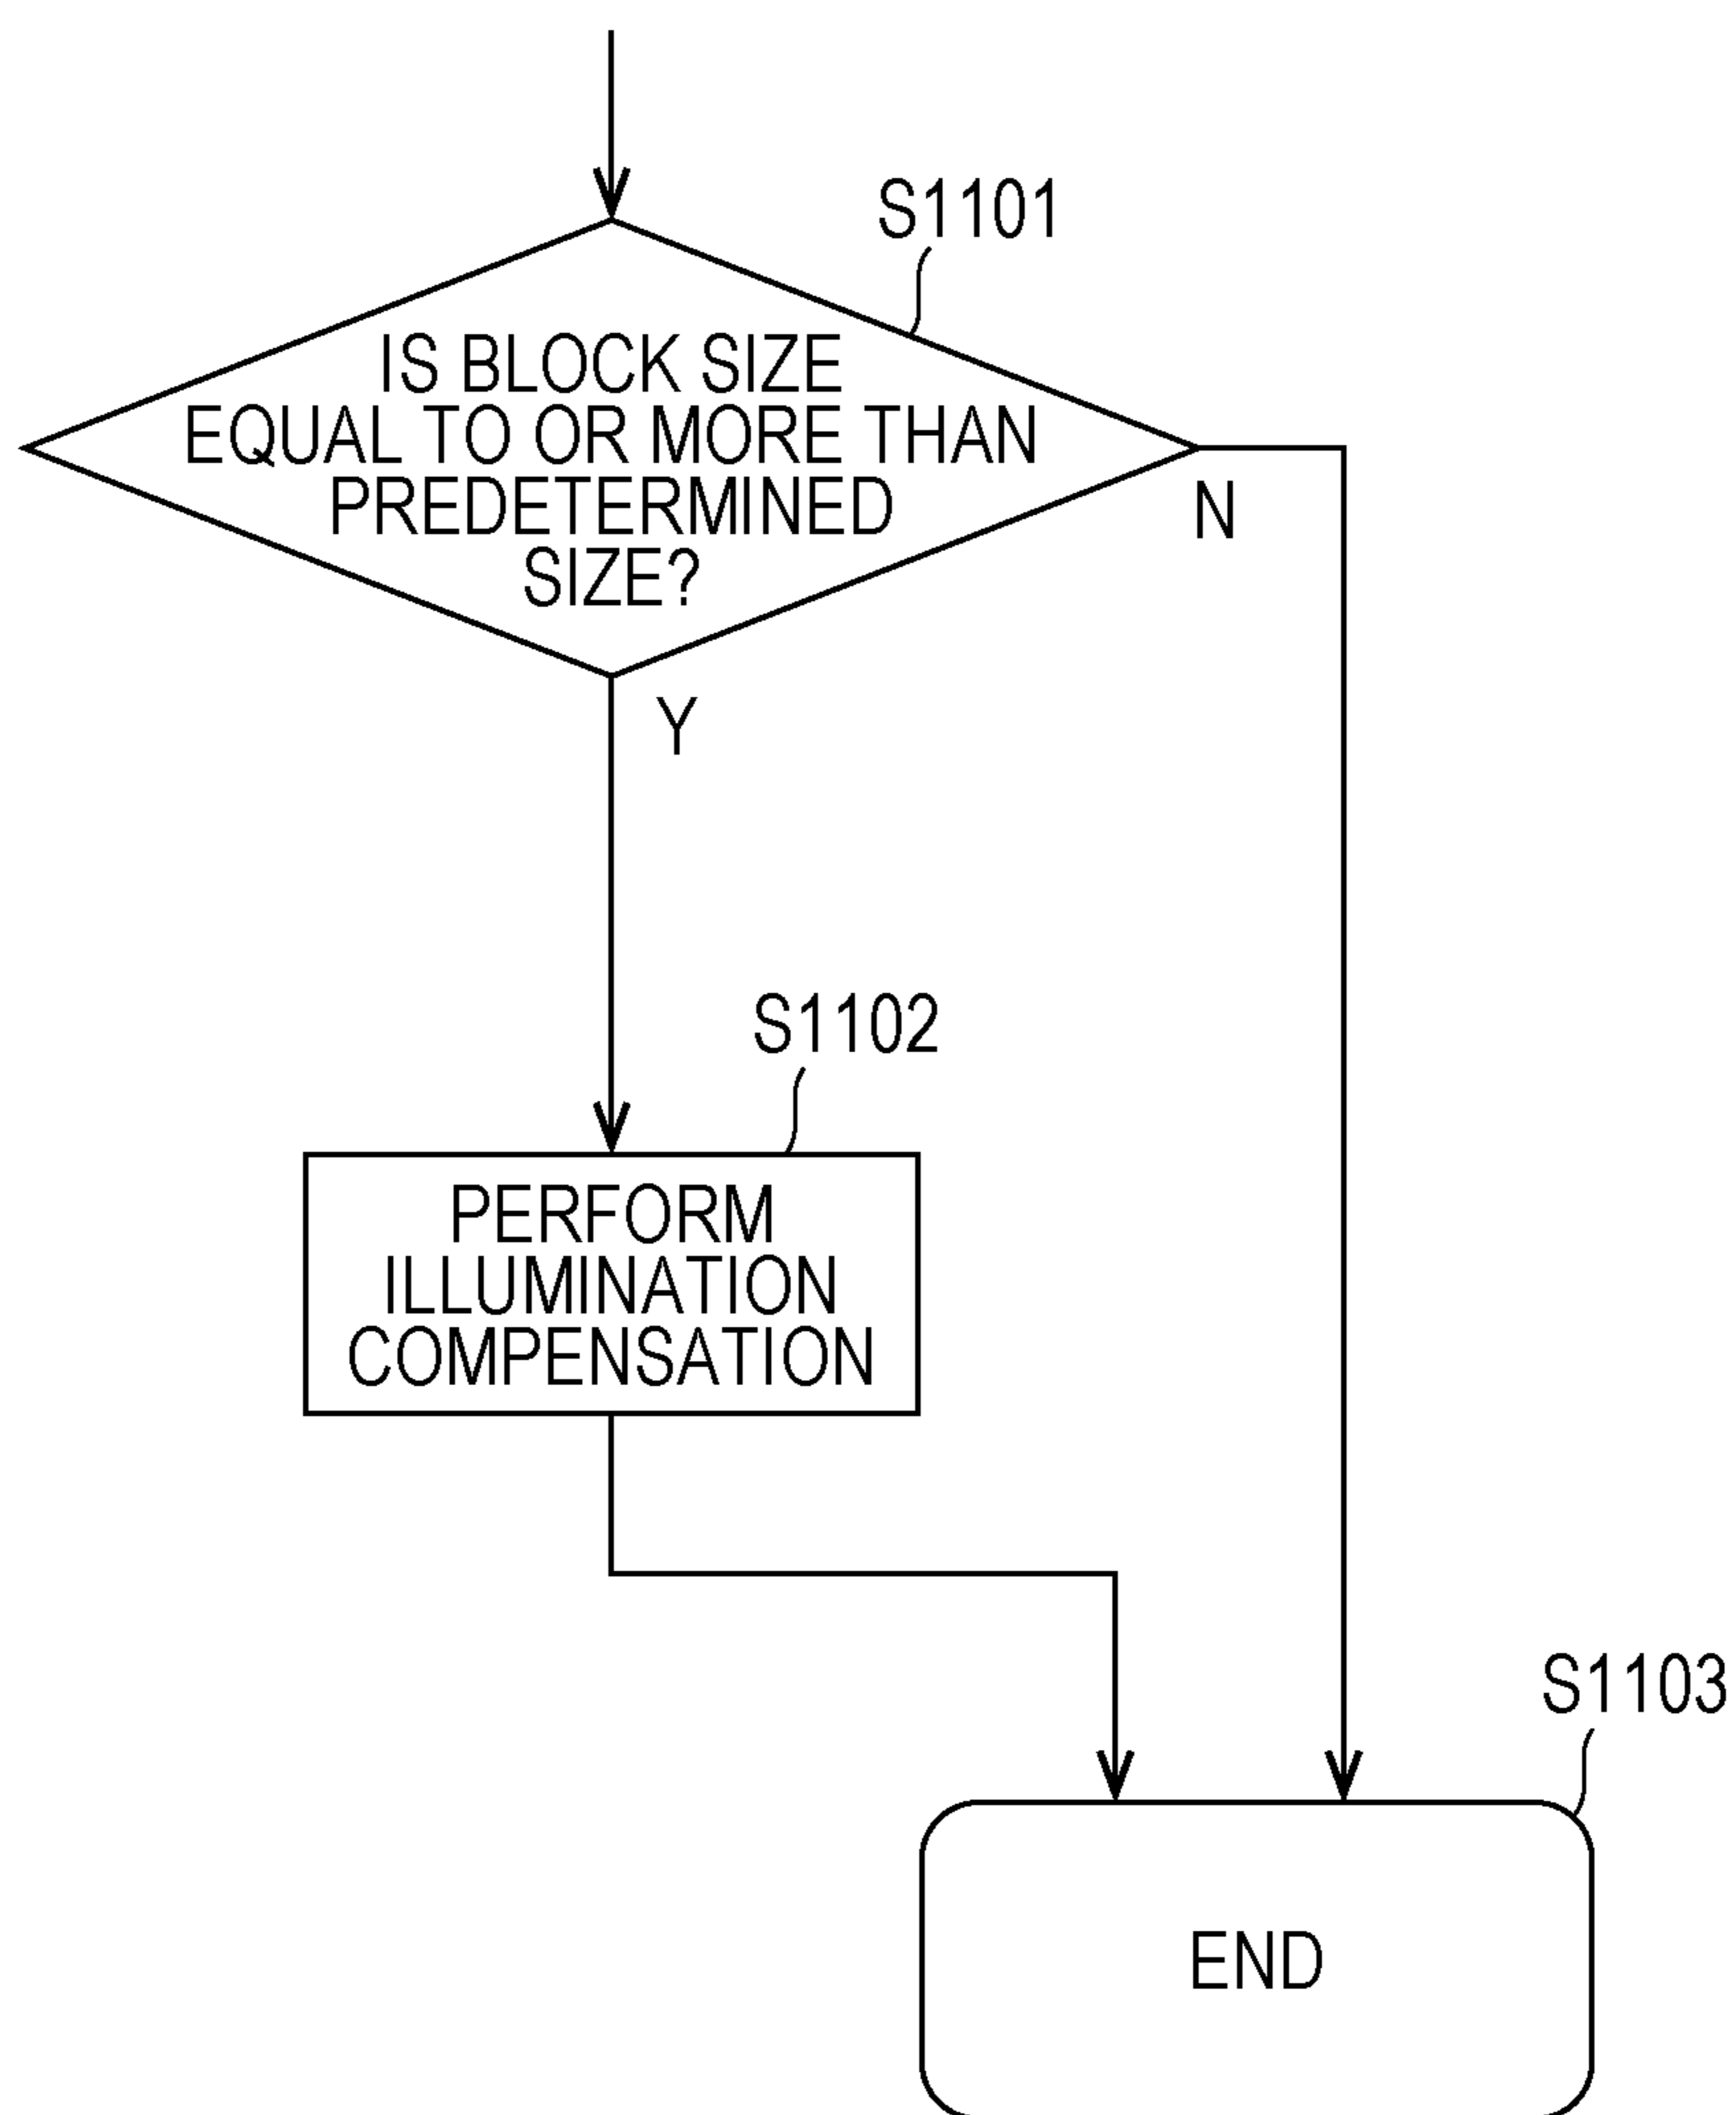 S1101
IS BLOCK SIZE
EQUAL TO OR MORE THAN
PREDETERMINED
SIZE?
N
Y
S1102
PERFORM
ILLUMINATION
COMPENSATION
S1103
END